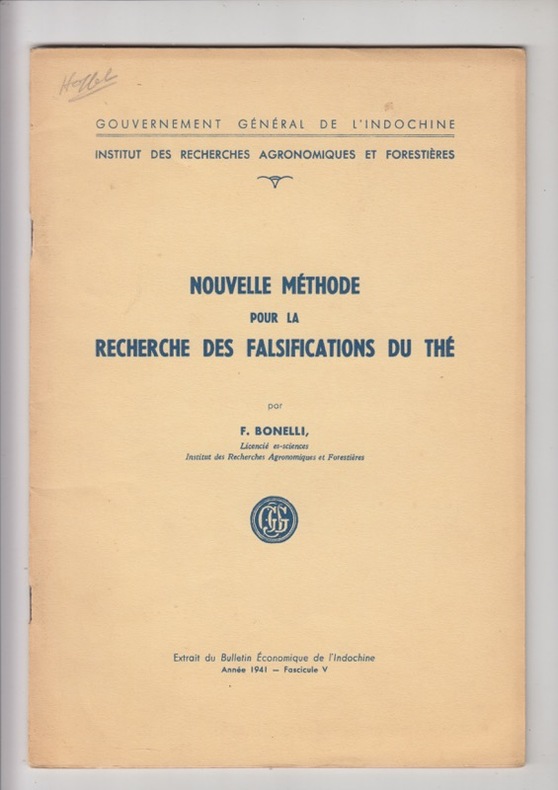 GOUVERNEMENT GÉNÉRAL DE L'INDOCHINE
INSTITUT DES RECHERCHES AGRONOMIQUES ET FORESTIÈRES
NOUVELLE MÉTHODE
POUR LA
RECHERCHE DES FALSIFICATIONS DU THÉ
par
F. BONELLI,
Licencié es-sciences
Institut des Recherches Agronomiques et Forestières
Extrait du Bulletin Économique de l'Indochine
Année 1941 — Fascicule V